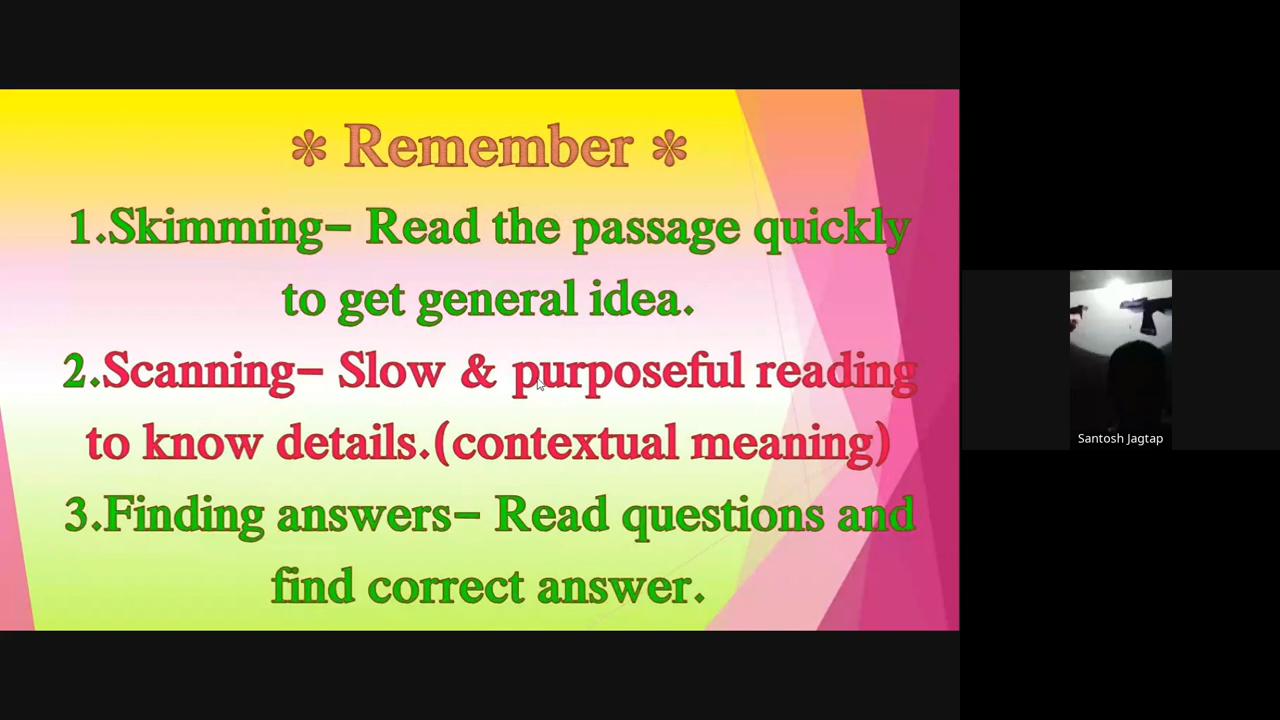 * Remember *
1.Skimming- Read the passage quickly
to get general idea.
2.Scanning- Slow & purposeful reading
to know details.(contextual meaning)
3.Finding answers- Read questions and
find correct answer.
Santosh Jagtap